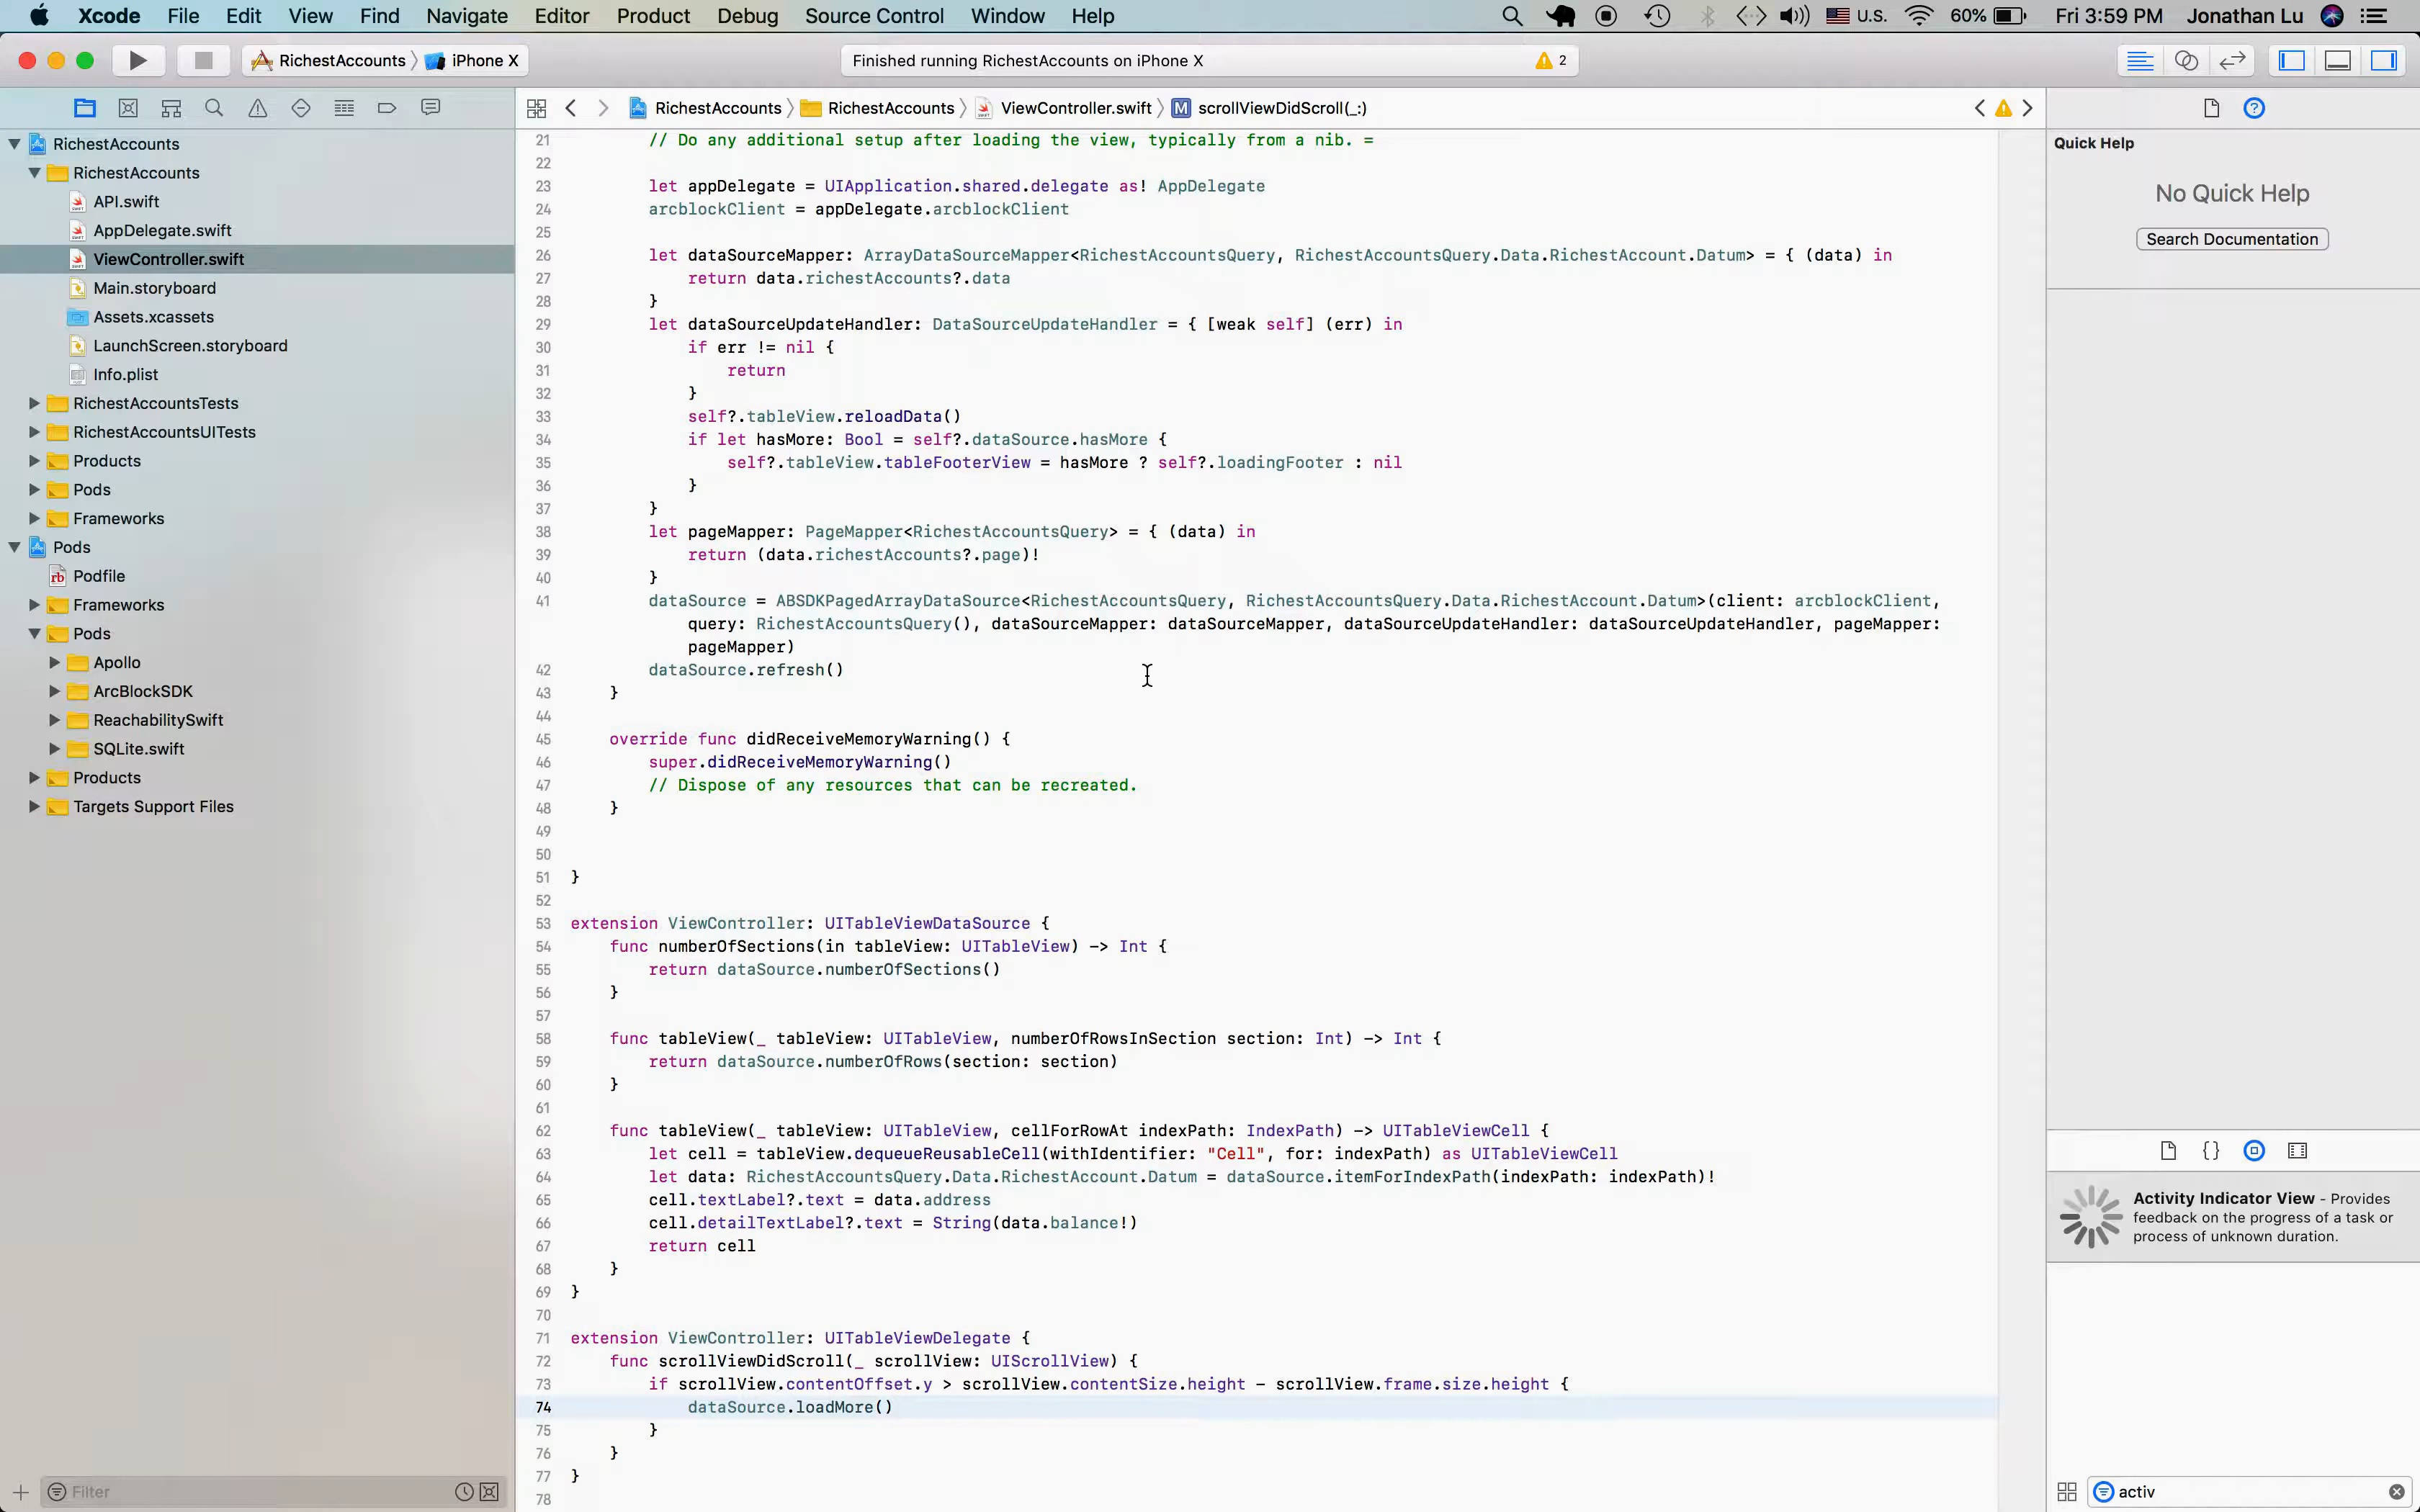 Xcode File Edit View Find Navigate Editor Product Debug Source Control Window Help U.S. 60% Fri 3:59 PM Jonathan Lu
RichestAccounts iPhone X Finished running RichestAccounts on iPhone X 2
RichestAccounts RichestAccounts ViewController.swift M scrollViewDidScroll(_:)
RichestAccounts
RichestAccounts
API.swift
AppDelegate.swift
ViewController.swift
Main.storyboard
Assets.xcassets
LaunchScreen.storyboard
Info.plist
RichestAccountsTests
RichestAccountsUITests
Products
Pods
Frameworks
Pods
rb Podfile
Frameworks
Pods
Apollo
ArcBlockSDK
ReachabilitySwift
SQLite.swift
Products
Targets Support Files
Filter
21 // Do any additional setup after loading the view, typically from a nib. =
22
23 let appDelegate = UIApplication.shared.delegate as! AppDelegate
24 arcblockClient = appDelegate.arcblockClient
25
26 let dataSourceMapper: ArrayDataSourceMapper<RichestAccountsQuery, RichestAccountsQuery.Data.RichestAccount.Datum> = { (data) in
27 return data.richestAccounts?.data
28 }
29 let dataSourceUpdateHandler: DataSourceUpdateHandler = { [weak self] (err) in
30 if err != nil {
31 return
32 }
33 self?.tableView.reloadData()
34 if let hasMore: Bool = self?.dataSource.hasMore {
35 self?.tableView.tableFooterView = hasMore ? self?.loadingFooter : nil
36 }
37 }
38 let pageMapper: PageMapper<RichestAccountsQuery> = { (data) in
39 return (data.richestAccounts?.page)!
40 }
41 dataSource = ABSDKPagedArrayDataSource<RichestAccountsQuery, RichestAccountsQuery.Data.RichestAccount.Datum>(client: arcblockClient,
query: RichestAccountsQuery(), dataSourceMapper: dataSourceMapper, dataSourceUpdateHandler: dataSourceUpdateHandler, pageMapper:
pageMapper)
42 dataSource.refresh()
43 }
44
45 override func didReceiveMemoryWarning() {
46 super.didReceiveMemoryWarning()
47 // Dispose of any resources that can be recreated.
48 }
49
50
51 }
52
53 extension ViewController: UITableViewDataSource {
54 func numberOfSections(in tableView: UITableView) -> Int {
55 return dataSource.numberOfSections()
56 }
57
58 func tableView(_ tableView: UITableView, numberOfRowsInSection section: Int) -> Int {
59 return dataSource.numberOfRows(section: section)
60 }
61
62 func tableView(_ tableView: UITableView, cellForRowAt indexPath: IndexPath) -> UITableViewCell {
63 let cell = tableView.dequeueReusableCell(withIdentifier: "Cell", for: indexPath) as UITableViewCell
64 let data: RichestAccountsQuery.Data.RichestAccount.Datum = dataSource.itemForIndexPath(indexPath: indexPath)!
65 cell.textLabel?.text = data.address
66 cell.detailTextLabel?.text = String(data.balance!)
67 return cell
68 }
69 }
70
71 extension ViewController: UITableViewDelegate {
72 func scrollViewDidScroll(_ scrollView: UIScrollView) {
73 if scrollView.contentOffset.y > scrollView.contentSize.height - scrollView.frame.size.height {
74 dataSource.loadMore()
75 }
76 }
77 }
78
Quick Help
No Quick Help
Search Documentation
Activity Indicator View - Provides
feedback on the progress of a task or
process of unknown duration.
activ